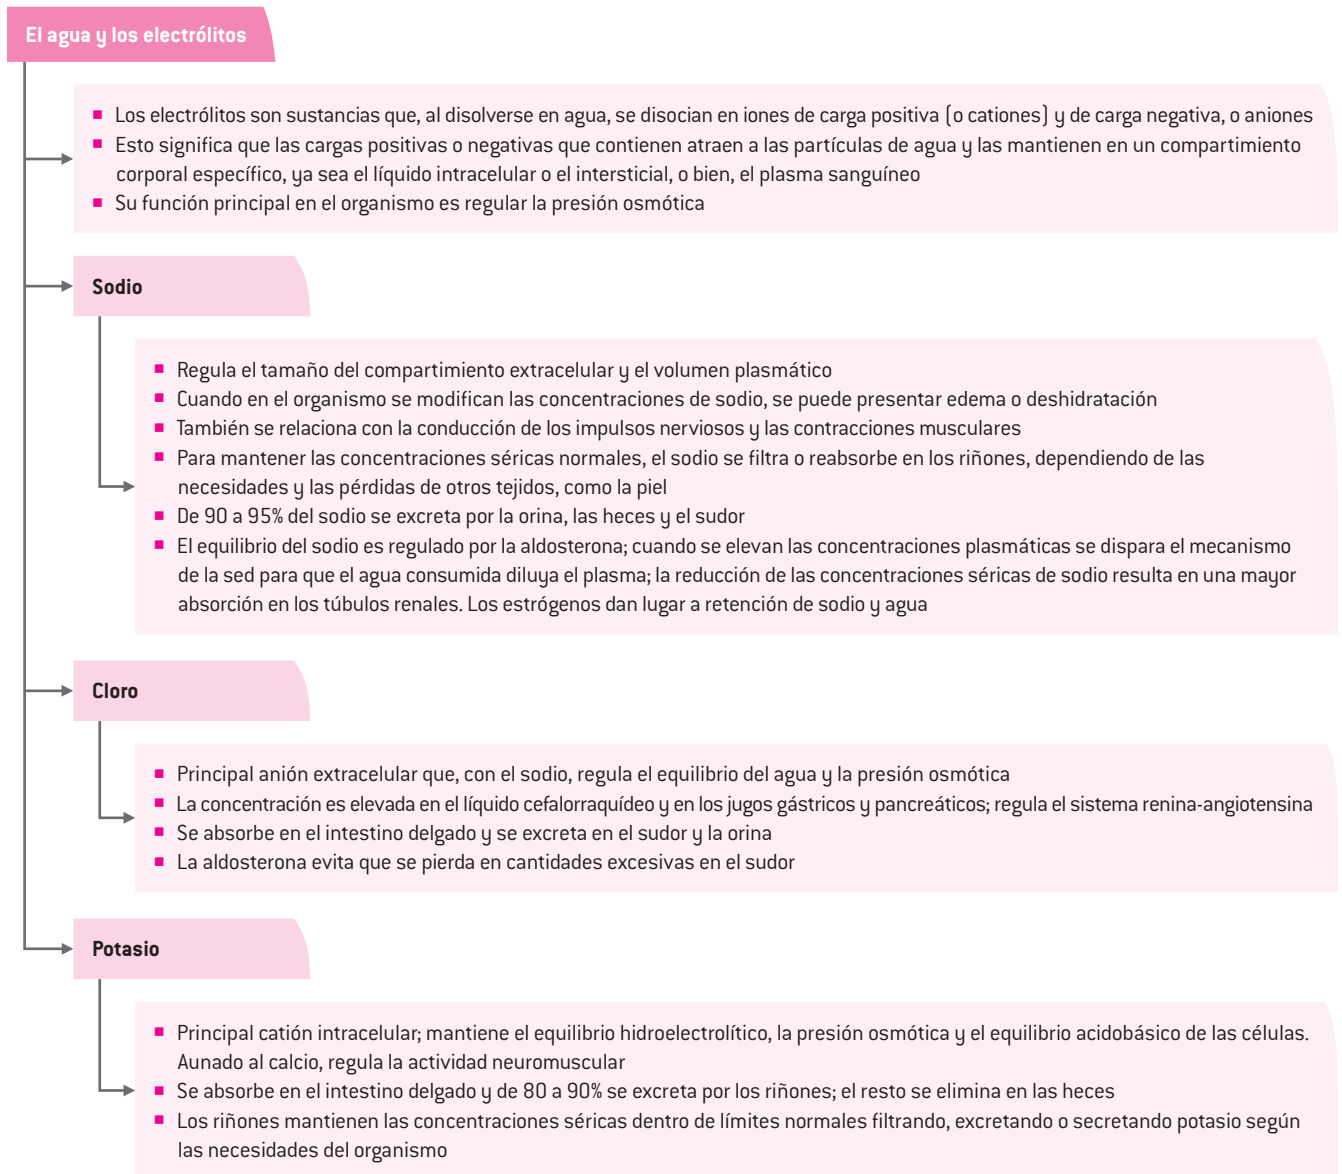 El agua y los electrólitos
■ Los electrólitos son sustancias que, al disolverse en agua, se disocian en iones de carga positiva (o cationes) y de carga negativa, o aniones
■ Esto significa que las cargas positivas o negativas que contienen atraen a las partículas de agua y las mantienen en un compartimiento
corporal específico, ya sea el líquido intracelular o el intersticial, o bien, el plasma sanguíneo
■ Su función principal en el organismo es regular la presión osmótica
Sodio
■ Regula el tamaño del compartimiento extracelular y el volumen plasmático
■ Cuando en el organismo se modifican las concentraciones de sodio, se puede presentar edema o deshidratación
■ También se relaciona con la conducción de los impulsos nerviosos y las contracciones musculares
■ Para mantener las concentraciones séricas normales, el sodio se filtra o reabsorbe en los riñones, dependiendo de las
necesidades y las pérdidas de otros tejidos, como la piel
■ De 90 a 95% del sodio se excreta por la orina, las heces y el sudor
■ El equilibrio del sodio es regulado por la aldosterona; cuando se elevan las concentraciones plasmáticas se dispara el mecanismo
de la sed para que el agua consumida diluya el plasma; la reducción de las concentraciones séricas de sodio resulta en una mayor
absorción en los túbulos renales. Los estrógenos dan lugar a retención de sodio y agua
Cloro
■ Principal anión extracelular que, con el sodio, regula el equilibrio del agua y la presión osmótica
■ La concentración es elevada en el líquido cefalorraquídeo y en los jugos gástricos y pancreáticos; regula el sistema renina-angiotensina
■ Se absorbe en el intestino delgado y se excreta en el sudor y la orina
■ La aldosterona evita que se pierda en cantidades excesivas en el sudor
Potasio
■ Principal catión intracelular; mantiene el equilibrio hidroelectrolítico, la presión osmótica y el equilibrio acidobásico de las células.
Aunado al calcio, regula la actividad neuromuscular
■ Se absorbe en el intestino delgado y de 80 a 90% se excreta por los riñones; el resto se elimina en las heces
■ Los riñones mantienen las concentraciones séricas dentro de límites normales filtrando, excretando o secretando potasio según
las necesidades del organismo